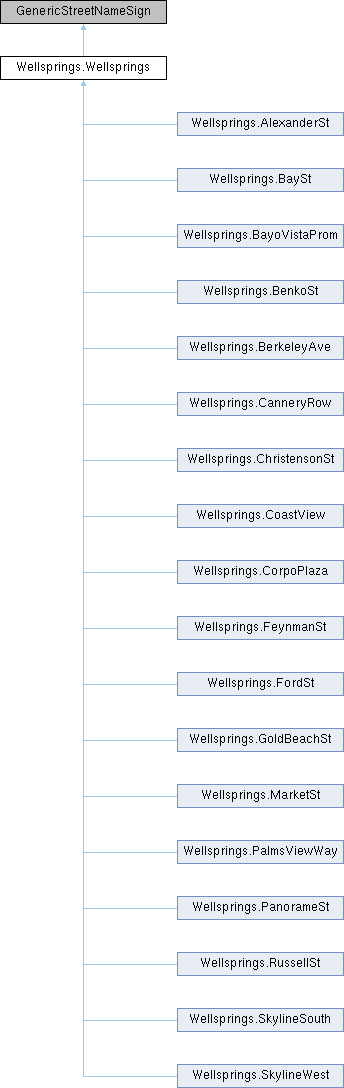 GenericStreetNameSign
Wellsprings.Wellsprings
Wellsprings.AlexanderSt
Wellsprings.BaySt
Wellsprings.BayoVistaProm
Wellsprings.BenkoSt
Wellsprings.BerkeleyAve
Wellsprings.CanneryRow
Wellsprings.ChristensonSt
Wellsprings.CoastView
Wellsprings.CorpoPlaza
Wellsprings.FeynmanSt
Wellsprings.FordSt
Wellsprings.GoldBeachSt
Wellsprings.MarketSt
Wellsprings.PalmsViewWay
Wellsprings.PanorameSt
Wellsprings.RussellSt
Wellsprings.SkylineSouth
Wellsprings.SkylineWest